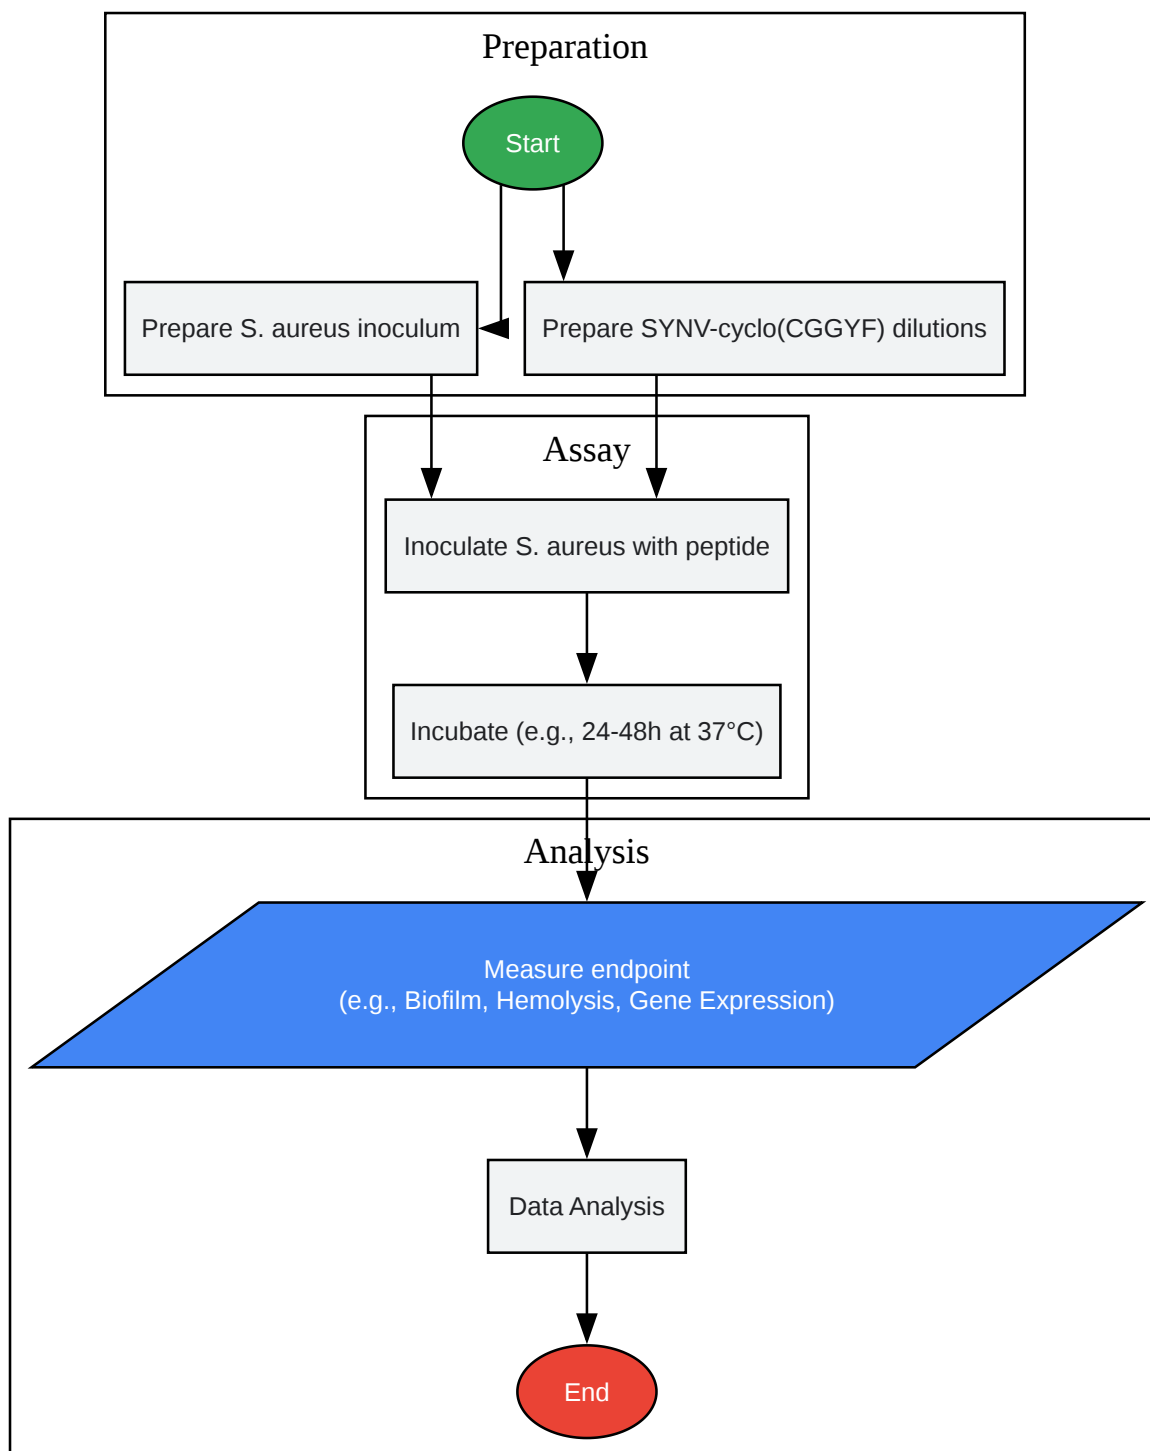 Preparation
Start
Prepare S. aureus inoculum
Prepare SYNV-cyclo(CGGYF) dilutions
Assay
Inoculate S. aureus with peptide
Incubate (e.g., 24-48h at 37°C)
Analysis
Measure endpoint
(e.g., Biofilm, Hemolysis, Gene Expression)
Data Analysis
End